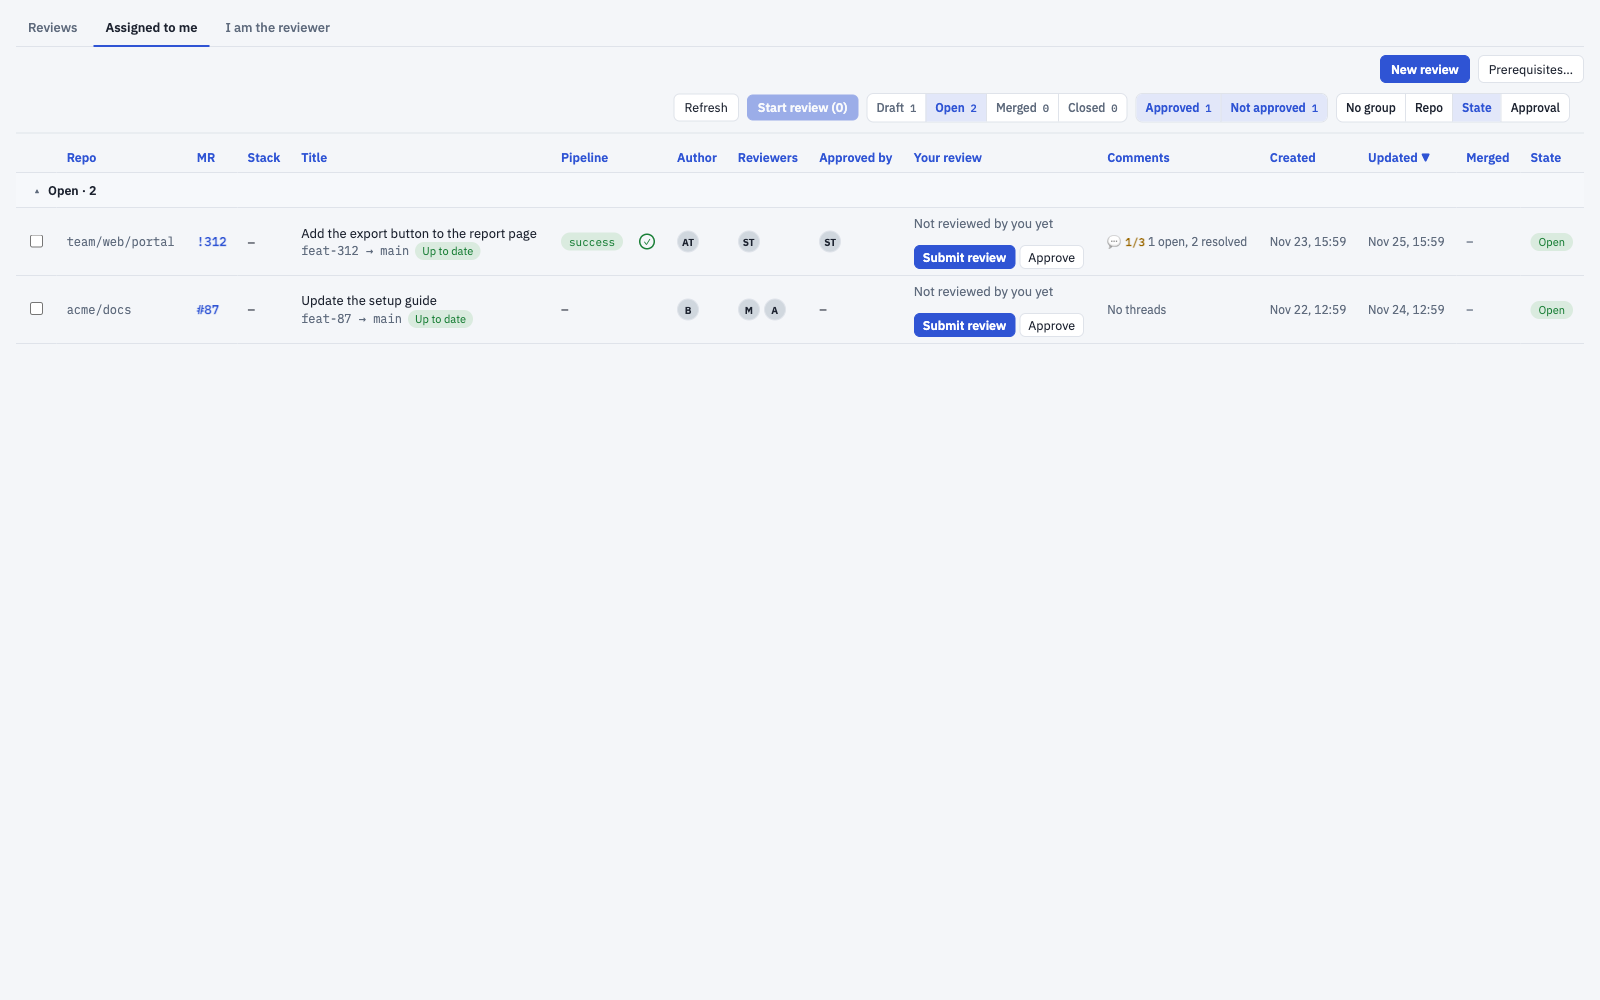 Reviews Assigned to me I am the reviewer
New review Prerequisites...
Refresh Start review (0) Draft 1 Open 2 Merged 0 Closed 0 Approved 1 Not approved 1 No group Repo State Approval
Repo MR Stack Title Pipeline Author Reviewers Approved by Your review Comments Created Updated ▼ Merged State
▲ Open · 2
team/web/portal !312 – Add the export button to the report page success AT ST ST Not reviewed by you yet 1/3 1 open, 2 resolved Nov 23, 15:59 Nov 25, 15:59 – Open
feat-312 → main Up to date Submit review Approve
acme/docs #87 – Update the setup guide – B M A – Not reviewed by you yet No threads Nov 22, 12:59 Nov 24, 12:59 – Open
feat-87 → main Up to date Submit review Approve